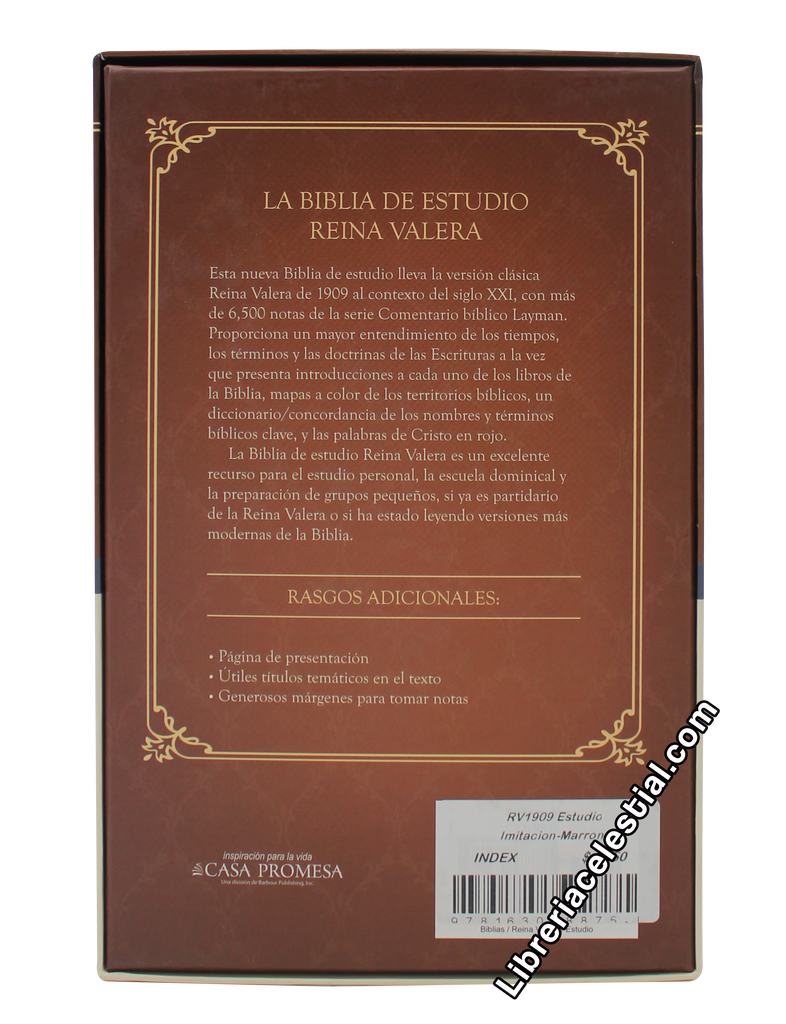 LA BIBLIA DE ESTUDIO
REINA VALERA
Esta nueva Biblia de estudio lleva la versión clásica
Reina Valera de 1909 al contexto del siglo XXI, con más
de 6,500 notas de la serie Comentario bíblico Layman.
Proporciona un mayor entendimiento de los tiempos,
los términos y las doctrinas de las Escrituras a la vez
que presenta introducciones a cada uno de los libros de
la Biblia, mapas a color de los territorios bíblicos, un
diccionario/concordancia de los nombres y términos
bíblicos clave, y las palabras de Cristo en rojo.
La Biblia de estudio Reina Valera es un excelente
recurso para el estudio personal, la escuela dominical y
la preparación de grupos pequeños, si ya es partidario
de la Reina Valera o si ha estado leyendo versiones más
modernas de la Biblia.
RASGOS ADICIONALES:
• Página de presentación
• Útiles títulos temáticos en el texto
• Generosos márgenes para tomar notas
RV1909 Estudio
Imitacion-Marron
INDEX
Biblias / Reina Estudio
inspiración para la vida
CASA PROMESA
Una división de Barbour Publishing, Inc.
Libreriacelestial.com